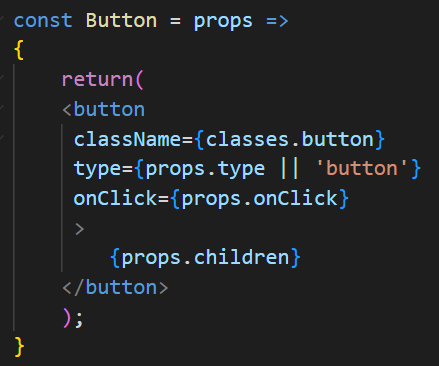 const Button = props =>
{
    return(
    <button
     className={classes.button}
     type={props.type || 'button'}
     onClick={props.onClick}
     >
        {props.children}
    </button>
    );
}